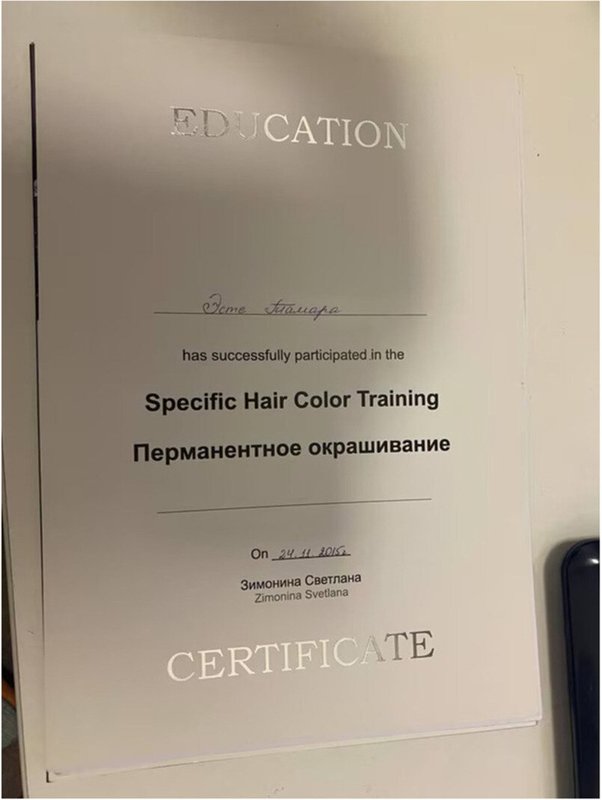 EDUCATION
Эсте Тамара
has successfully participated in the
Specific Hair Color Training
Перманентное окрашивание
On 24.11.2015г
Зимонина Светлана
Zimonina Svetlana
CERTIFICATE